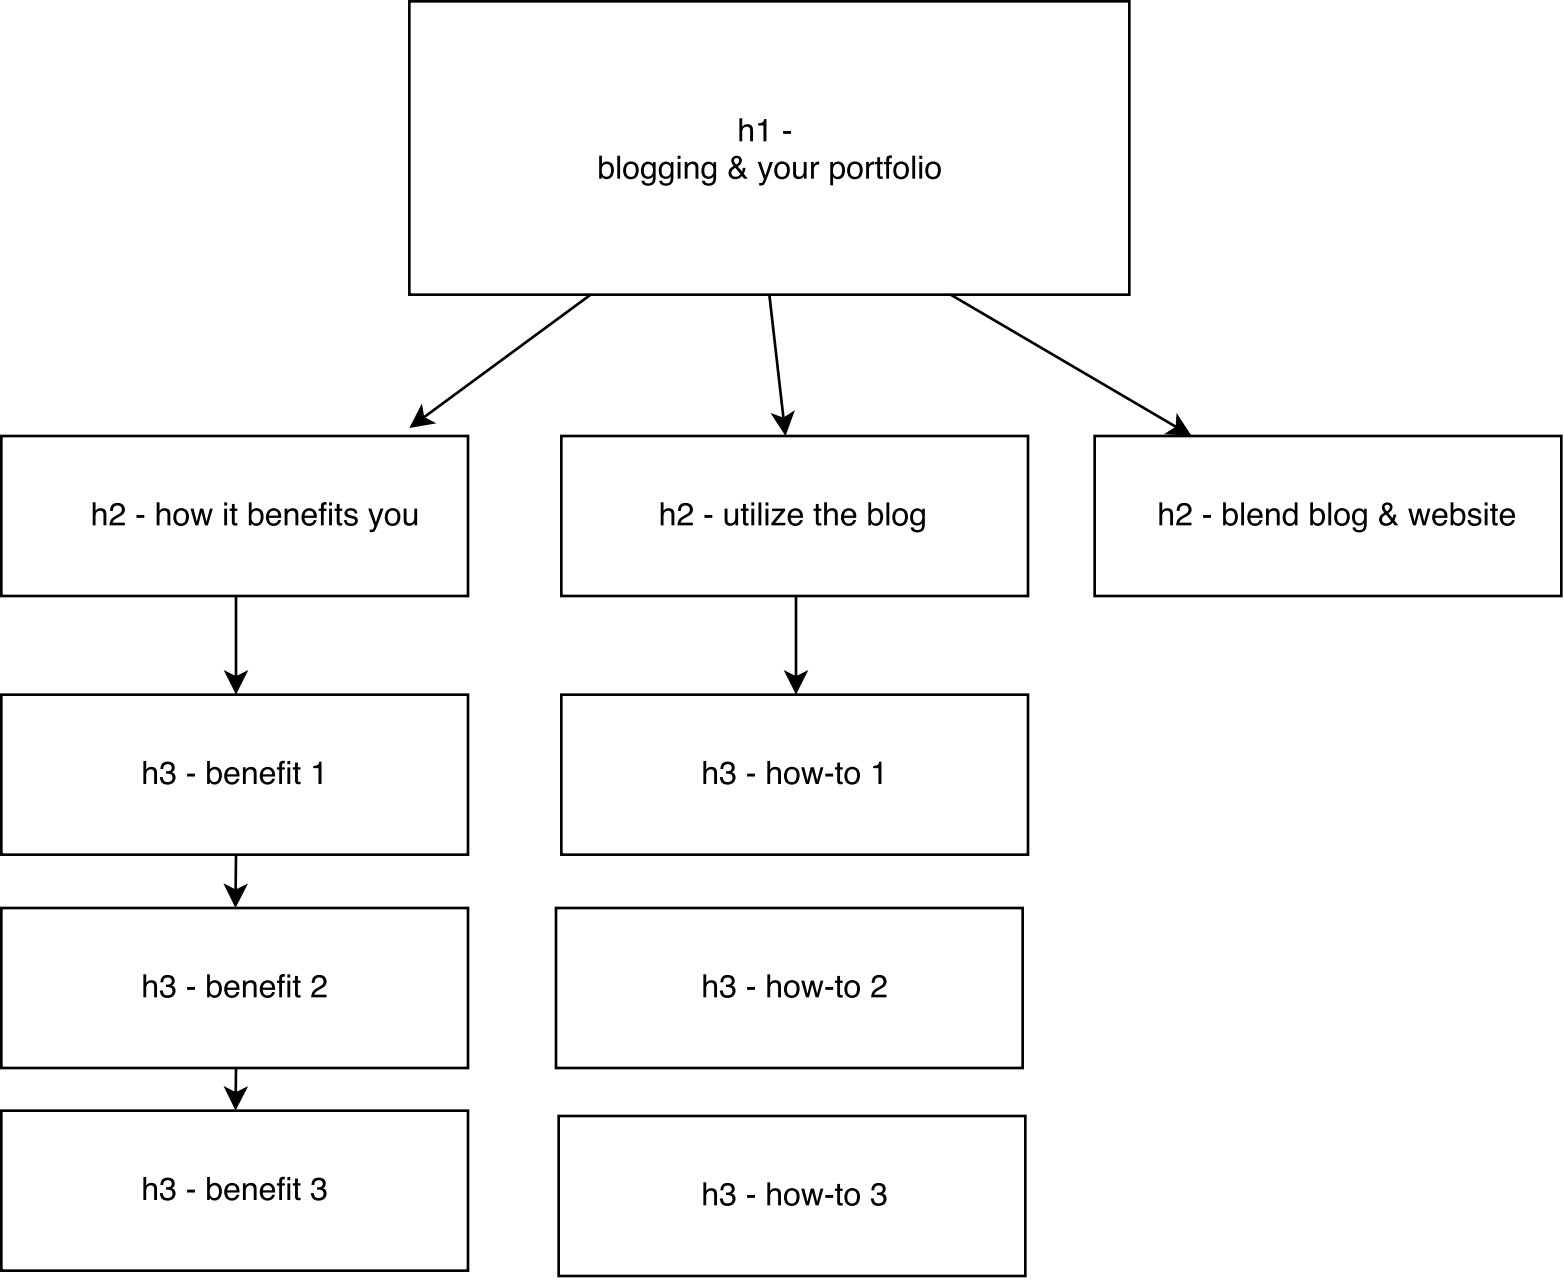 h1 -
blogging & your portfolio
h2 - how it benefits you
h2 - utilize the blog
h2 - blend blog & website
h3 - benefit 1
h3 - how-to 1
h3 - benefit 2
h3 - how-to 2
h3 - benefit 3
h3 - how-to 3